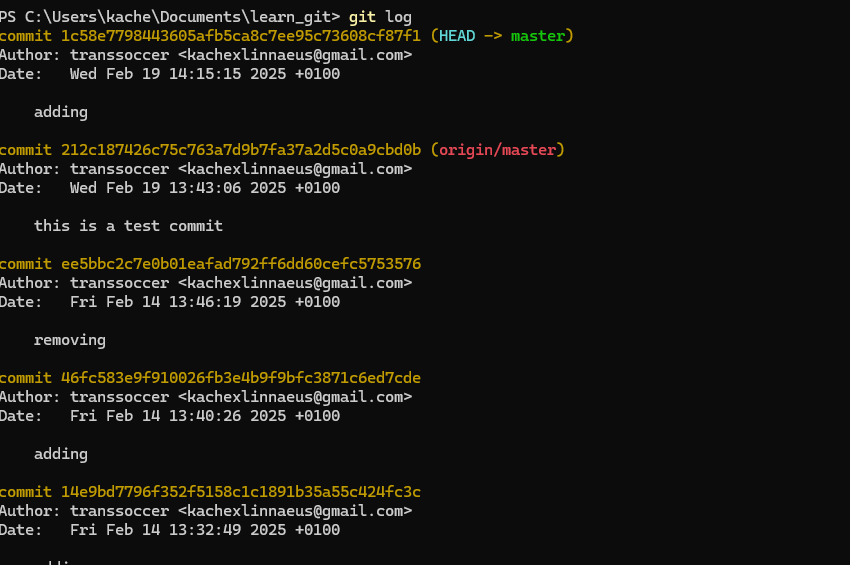 PS C:\Users\kache\Documents\learn_git> git log
commit 1c58e7798443605afb5ca8c7ee95c73608cf87f1 (HEAD -> master)
Author: transsoccer <kachexlinnaeus@gmail.com>
Date:   Wed Feb 19 14:15:15 2025 +0100
adding
commit 212c187426c75c763a7d9b7fa37a2d5c0a9cbd0b (origin/master)
Author: transsoccer <kachexlinnaeus@gmail.com>
Date:   Wed Feb 19 13:43:06 2025 +0100
this is a test commit
commit ee5bbc2c7e0b01eafad792ff6dd60cefc5753576
Author: transsoccer <kachexlinnaeus@gmail.com>
Date:   Fri Feb 14 13:46:19 2025 +0100
removing
commit 46fc583e9f910026fb3e4b9f9bfc3871c6ed7cde
Author: transsoccer <kachexlinnaeus@gmail.com>
Date:   Fri Feb 14 13:40:26 2025 +0100
adding
commit 14e9bd7796f352f5158c1c1891b35a55c424fc3c
Author: transsoccer <kachexlinnaeus@gmail.com>
Date:   Fri Feb 14 13:32:49 2025 +0100